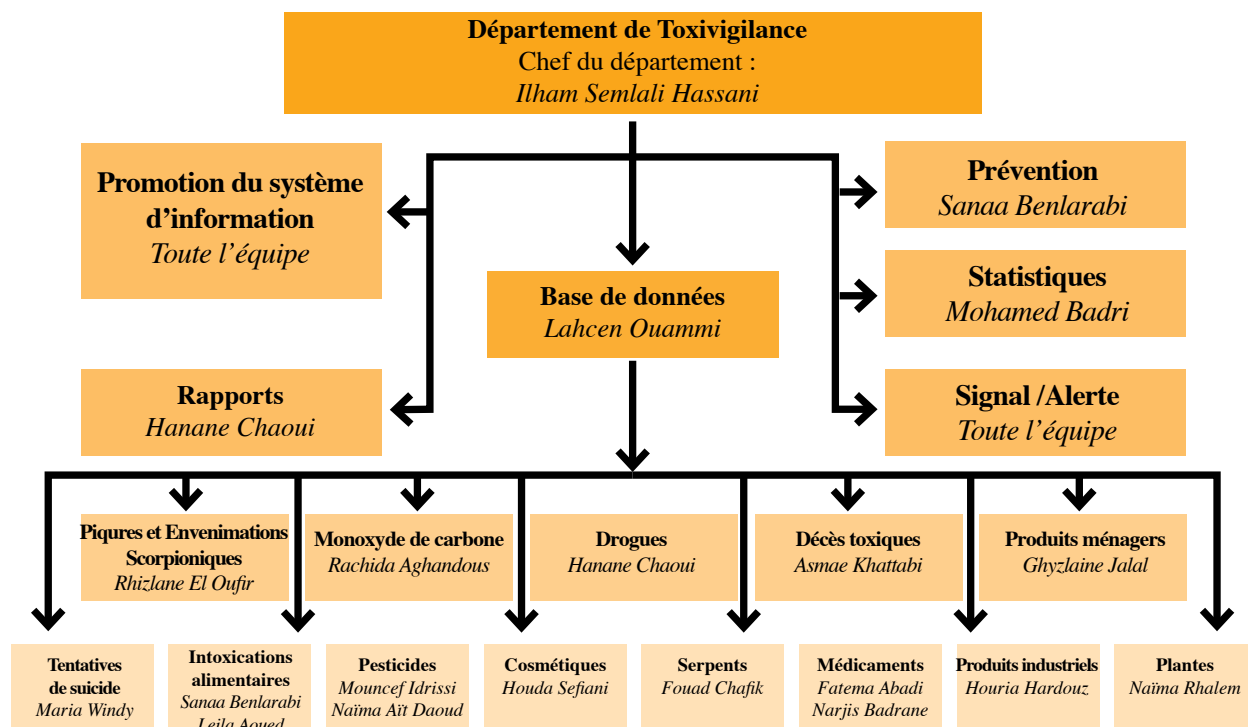 Département de Toxivigilance
Chef du département :
Ilham Semlali Hassani
Promotion du système
d'information
Toute l'équipe
Prévention
Sanaa Benlarabi
Base de données
Lahcen Ouammi
Statistiques
Mohamed Badri
Rapports
Hanane Chaoui
Signal /Alerte
Toute l'équipe
Piqures et Envenimations
Scorpioniques
Rhizlane El Oufir
Monoxyde de carbone
Rachida Aghandous
Drogues
Hanane Chaoui
Décès toxiques
Asmae Khattabi
Produits ménagers
Ghyzlaine Jalal
Tentatives
de suicide
Maria Windy
Intoxications
alimentaires
Sanaa Benlarabi
Leila Aoued
Pesticides
Mouncef Idrissi
Naïma Aït Daoud
Cosmétiques
Houda Sefiani
Serpents
Fouad Chafik
Médicaments
Fatema Abadi
Narjis Badrane
Produits industriels
Houria Hardouz
Plantes
Naïma Rhalem